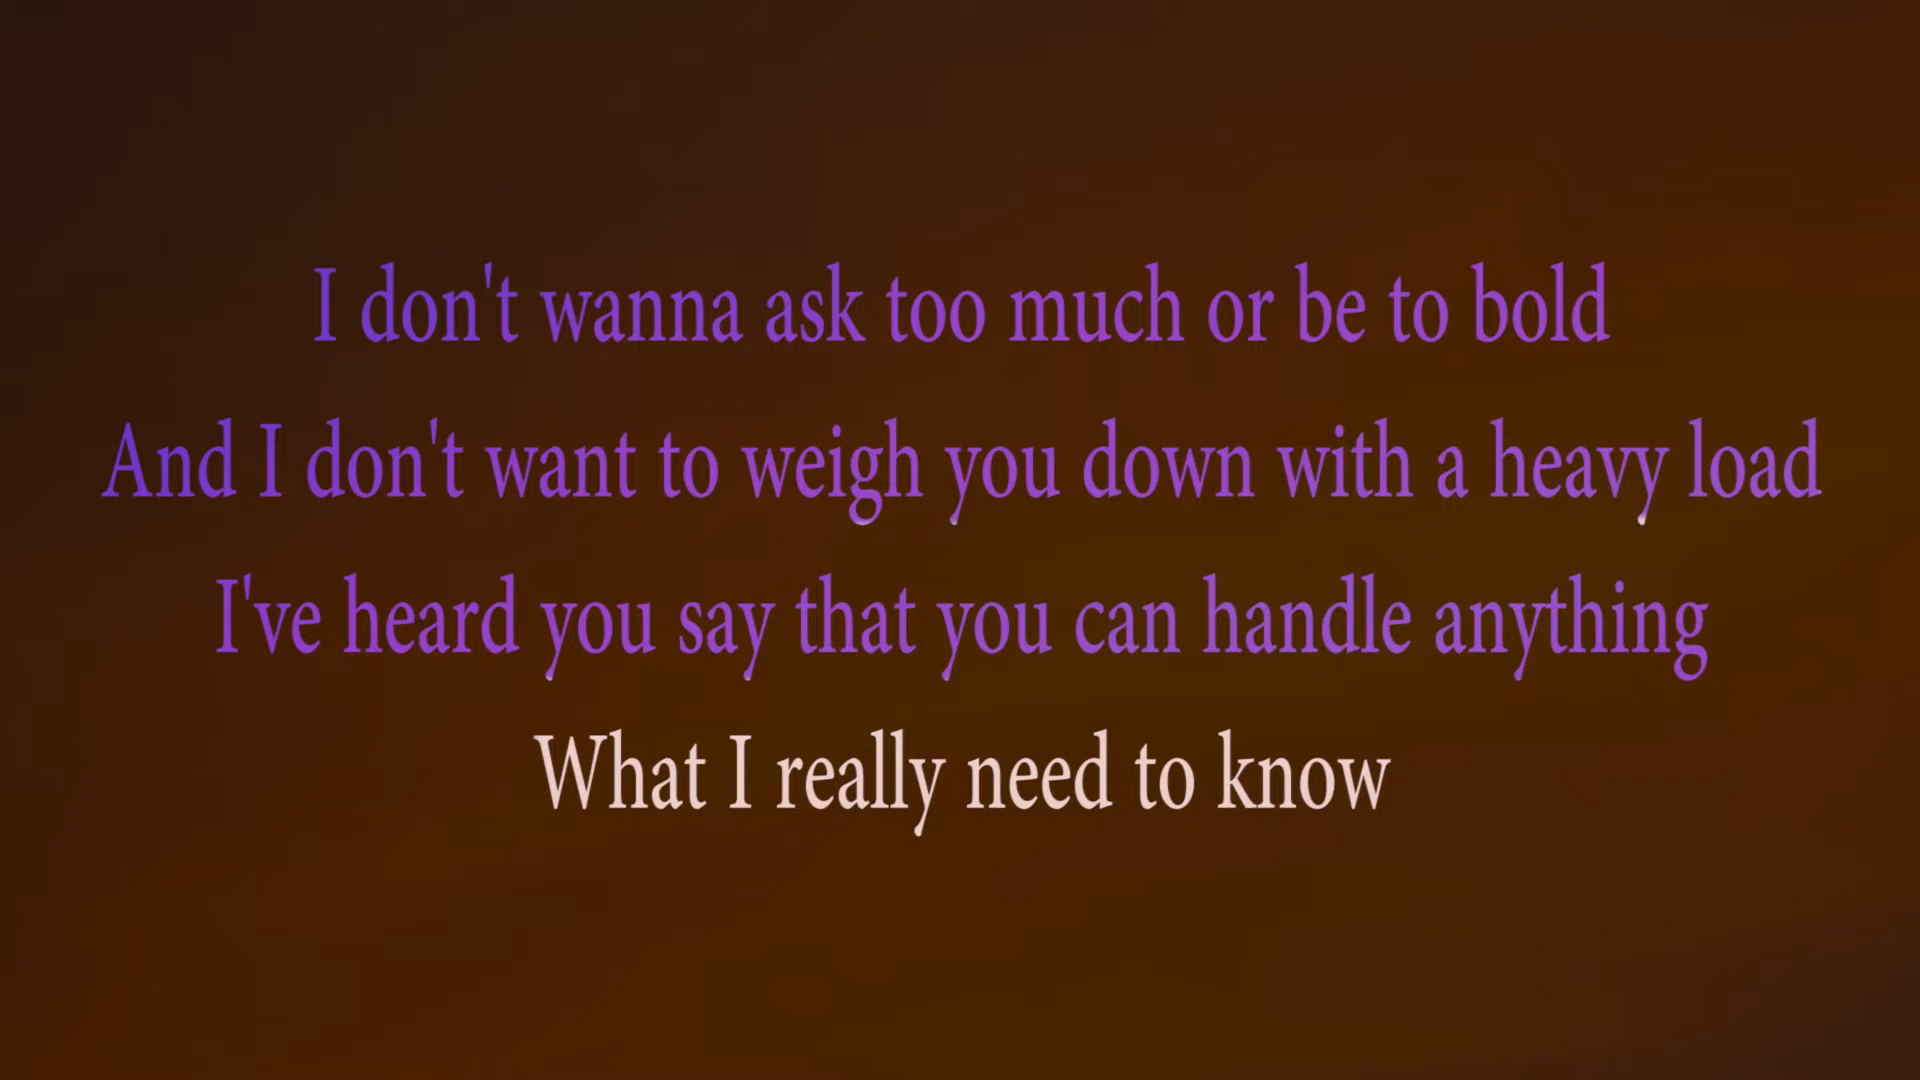 I don't wanna ask too much or be to bold
And I don't want to weigh you down with a heavy load
I've heard you say that you can handle anything
What I really need to know